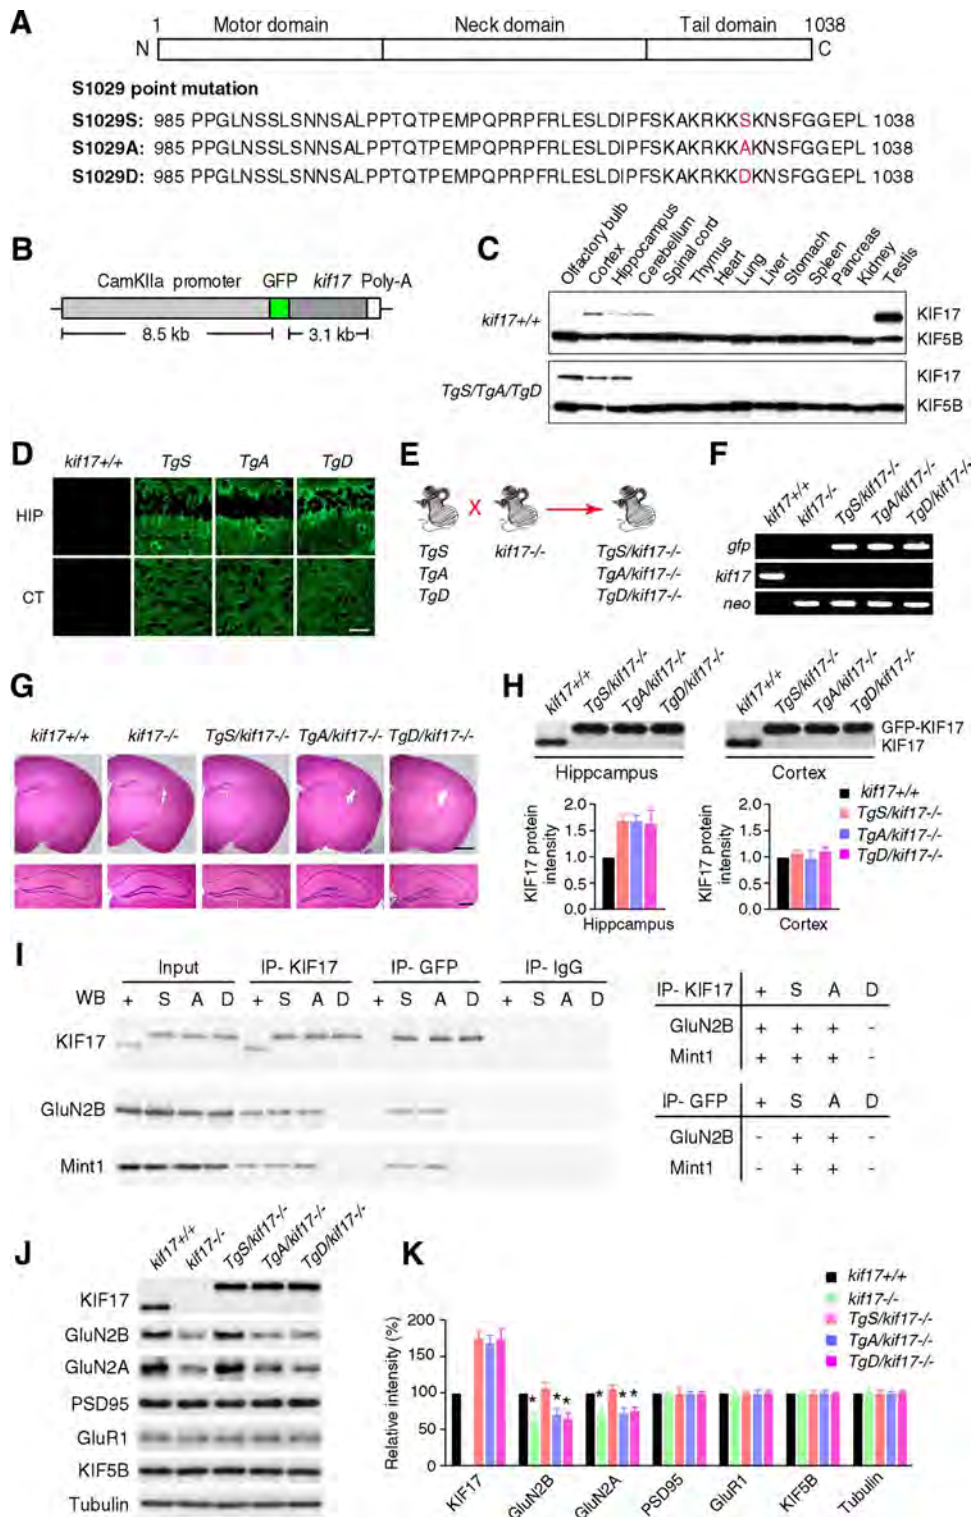 A
1 Motor domain Neck domain Tail domain 1038
N C
S1029 point mutation
S1029S: 985 PPGLNSSLSNNSALPPTQTPEMPQPRPFRLESLDIPFSKAKRKKSKNSFGGEPL 1038
S1029A: 985 PPGLNSSLSNNSALPPTQTPEMPQPRPFRLESLDIPFSKAKRKKAKNSFGGEPL 1038
S1029D: 985 PPGLNSSLSNNSALPPTQTPEMPQPRPFRLESLDIPFSKAKRKKDKNSFGGEPL 1038
B
CamKIIa promoter GFP kif17 Poly-A
8.5 kb 3.1 kb
C
Olfactory bulb
Cortex
Hippocampus
Cerebellum
Spinal cord
Thymus
Heart
Lung
Liver
Stomach
Spleen
Pancreas
Kidney
Testis
kif17+/+
KIF17
KIF5B
TgS/TgA/TgD
KIF17
KIF5B
D
kif17+/+ TgS TgA TgD
HIP
CT
E
X
TgS kif17-/- TgS/kif17-/-
TgA TgA/kif17-/-
TgD TgD/kif17-/-
F
kif17+/+
kif17-/-
TgS/kif17-/-
TgA/kif17-/-
TgD/kif17-/-
gfp
kif17
neo
G
kif17+/+ kif17-/- TgS/kif17-/- TgA/kif17-/- TgD/kif17-/-
H
kif17+/+
TgS/kif17-/-
TgA/kif17-/-
TgD/kif17-/-
kif17+/+
TgS/kif17-/-
TgA/kif17-/-
TgD/kif17-/-
GFP-KIF17
KIF17
Hippcampus Cortex
KIF17 protein
intensity
2.0
1.5
1.0
0.5
0.0
Hippcampus
KIF17 protein
intensity
2.0
1.5
1.0
0.5
0.0
Cortex
kif17+/+
TgS/kif17-/-
TgA/kif17-/-
TgD/kif17-/-
I
Input IP- KIF17 IP- GFP IP- IgG
WB + S A D + S A D + S A D + S A D
KIF17
GluN2B
Mint1
IP- KIF17 + S A D
GluN2B + + + -
Mint1 + + + -
IP- GFP + S A D
GluN2B - + + -
Mint1 - + + -
J
kif17+/+
kif17-/-
TgS/kif17-/-
TgA/kif17-/-
TgD/kif17-/-
KIF17
GluN2B
GluN2A
PSD95
GluR1
KIF5B
Tubulin
K
kif17+/+
kif17-/-
TgS/kif17-/-
TgA/kif17-/-
TgD/kif17-/-
Relative intensity (%)
200
150
100
50
0
* * * * * *
KIF17
GluN2B
GluN2A
PSD95
GluR1
KIF5B
Tubulin